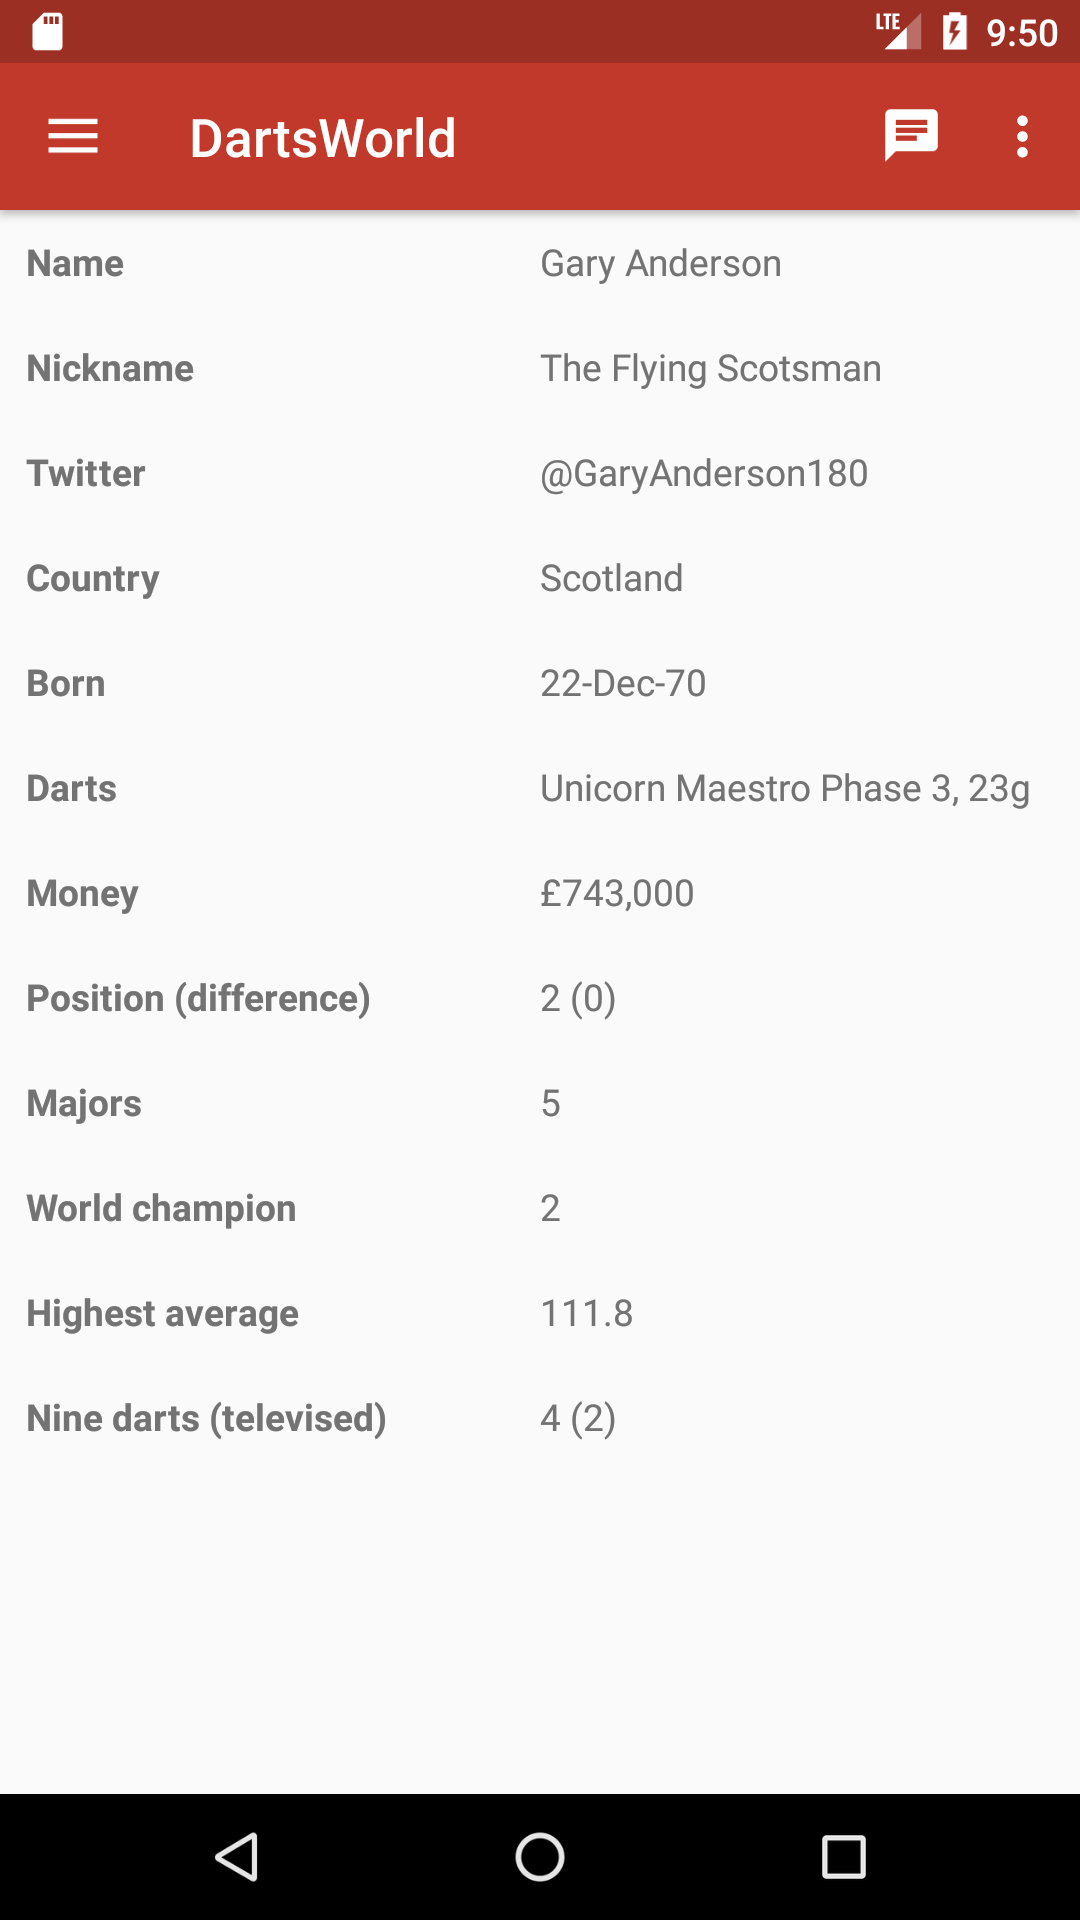 LTE 9:50
DartsWorld
Name Gary Anderson
Nickname The Flying Scotsman
Twitter @GaryAnderson180
Country Scotland
Born 22-Dec-70
Darts Unicorn Maestro Phase 3, 23g
Money £743,000
Position (difference) 2 (0)
Majors 5
World champion 2
Highest average 111.8
Nine darts (televised) 4 (2)